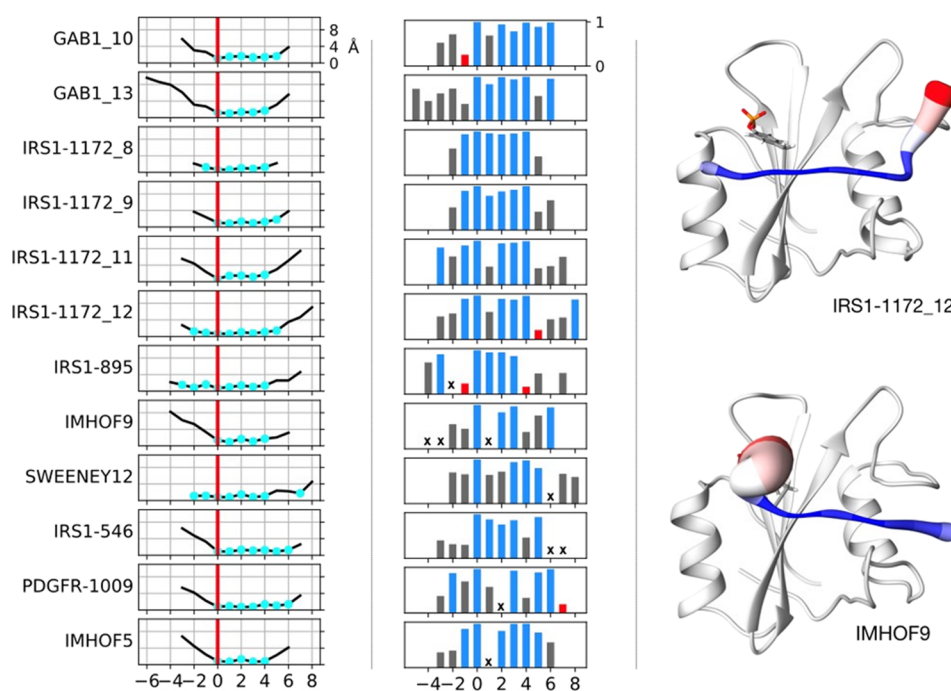 GAB1_10
8
4 Å
0
1
0
GAB1_13
IRS1-1172_8
IRS1-1172_9
IRS1-1172_11
IRS1-1172_12
IRS1-1172_12
IRS1-895
x
IMHOF9
x x x
SWEENEY12
x
IRS1-546
x x
PDGFR-1009
x
IMHOF9
IMHOF5
x
−6 −4 −2 0 2 4 6 8
−4 −2 0 2 4 6 8